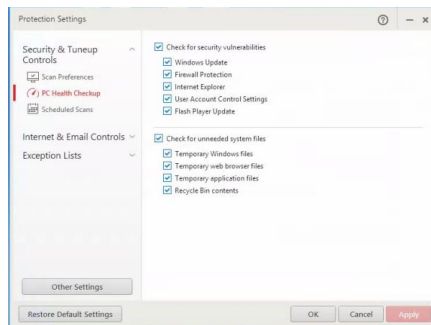 Protection Settings
Security & Tuneup
Controls
Scan Preferences
PC Health Checkup
Scheduled Scans
Internet & Email Controls
Exception Lists
Other Settings
Check for security vulnerabilities
Windows Update
Firewall Protection
Internet Explorer
User Account Control Settings
Flash Player Update
Check for unneeded system files
Temporary Windows files
Temporary web browser files
Temporary application files
Recycle Bin contents
Restore Default Settings
OK
Cancel
Apply